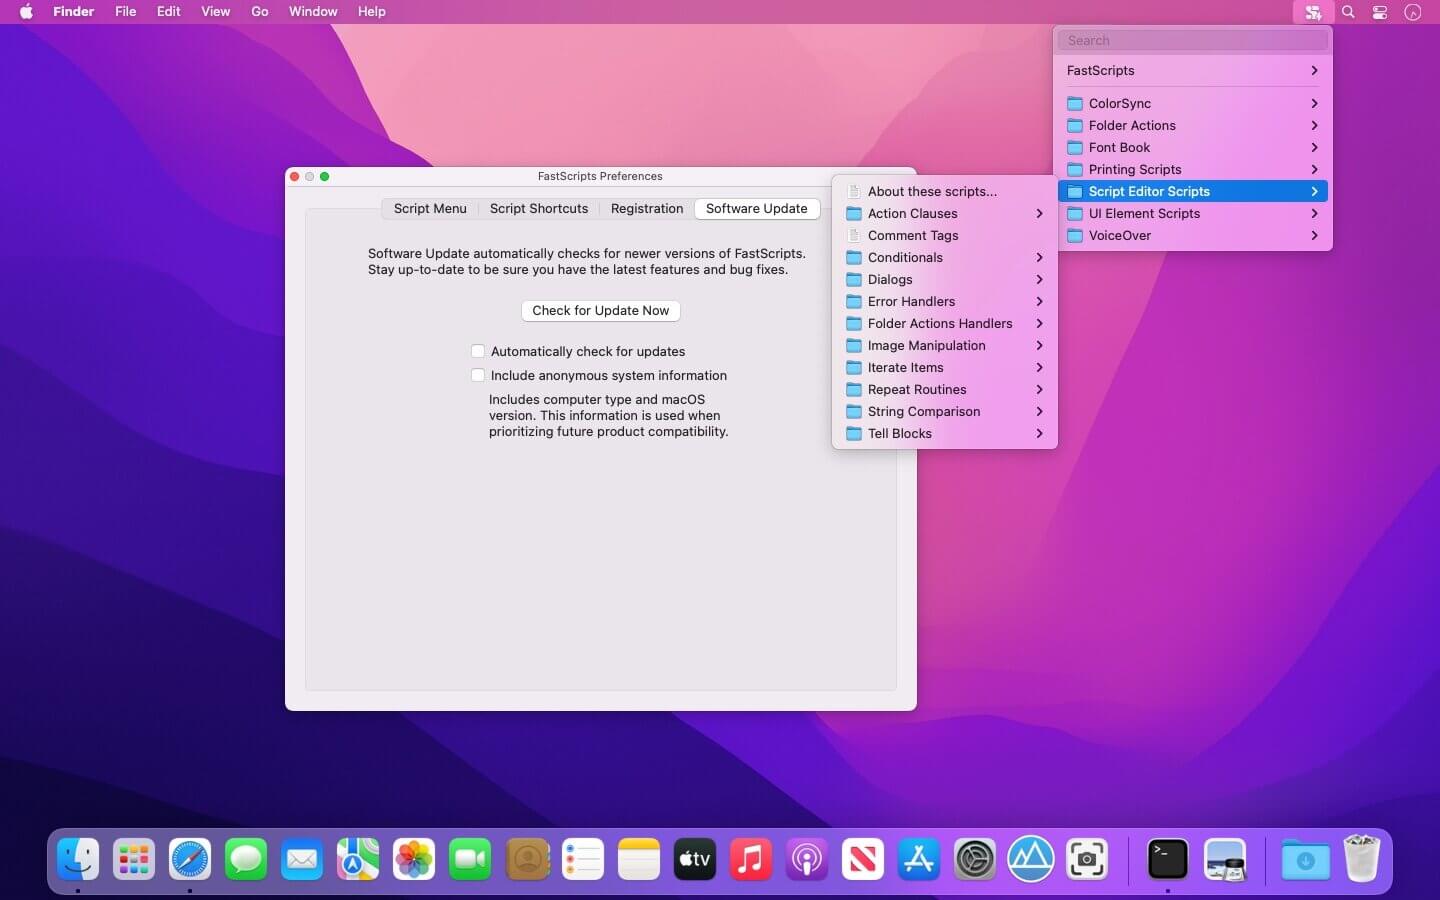 Finder File Edit View Go Window Help
Search
FastScripts
ColorSync
Folder Actions
Font Book
Printing Scripts
Script Editor Scripts
UI Element Scripts
VoiceOver
About these scripts...
Action Clauses
Comment Tags
Conditionals
Dialogs
Error Handlers
Folder Actions Handlers
Image Manipulation
Iterate Items
Repeat Routines
String Comparison
Tell Blocks
FastScripts Preferences
Script Menu Script Shortcuts Registration Software Update
Software Update automatically checks for newer versions of FastScripts.
Stay up-to-date to be sure you have the latest features and bug fixes.
Check for Update Now
Automatically check for updates
Include anonymous system information
Includes computer type and macOS
version. This information is used when
prioritizing future product compatibility.
tv
>_